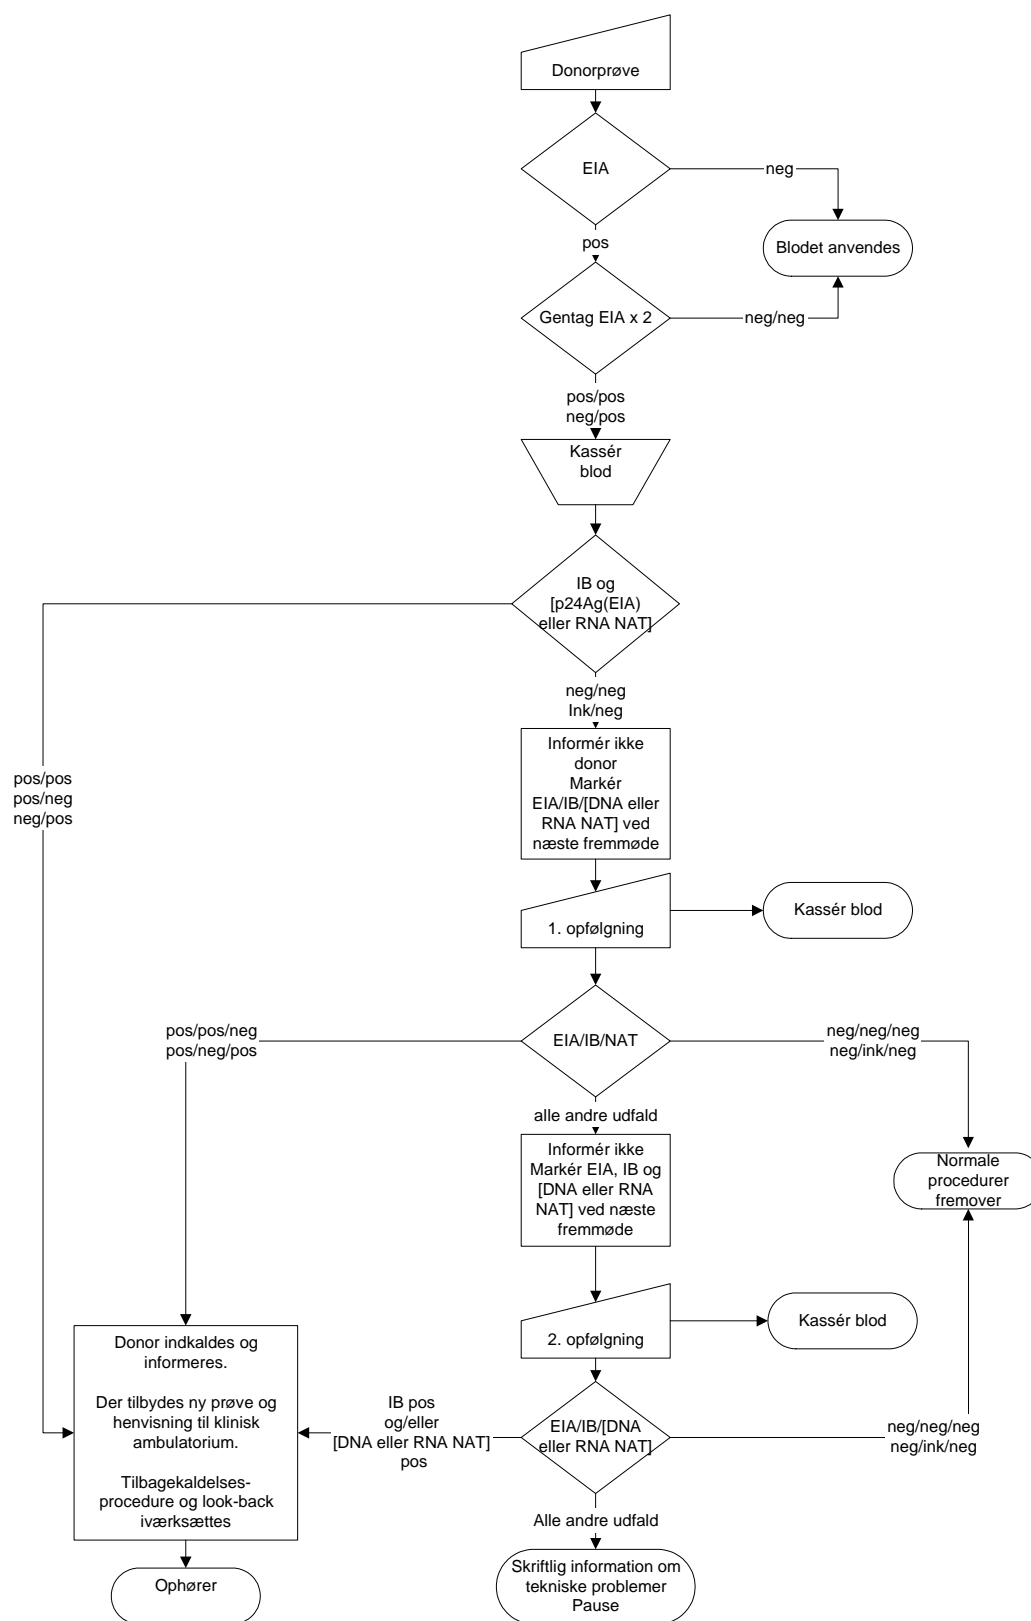 Donorprøve
EIA
neg
Blodet anvendes
pos
Gentag EIA x 2
neg/neg
pos/pos
neg/pos
Kassér
blod
IB og
[p24Ag(EIA)
eller RNA NAT]
neg/neg
Ink/neg
pos/pos
pos/neg
neg/pos
Informér ikke
donor
Markér
EIA/IB/[DNA eller
RNA NAT] ved
næste fremmøde
1. opfølgning
Kassér blod
EIA/IB/NAT
pos/pos/neg
pos/neg/pos
neg/neg/neg
neg/ink/neg
alle andre udfald
Informér ikke
Markér EIA, IB og
[DNA eller RNA
NAT] ved næste
fremmøde
Normale
procedurer
fremover
2. opfølgning
Kassér blod
Donor indkaldes og
informeres.
Der tilbydes ny prøve og
henvisning til klinisk
ambulatorium.
Tilbagekaldelses-
procedure og look-back
iværksættes
IB pos
og/eller
[DNA eller RNA NAT]
pos
EIA/IB/[DNA
eller RNA NAT]
neg/neg/neg
neg/ink/neg
Alle andre udfald
Ophører
Skriftlig information om
tekniske problemer
Pause